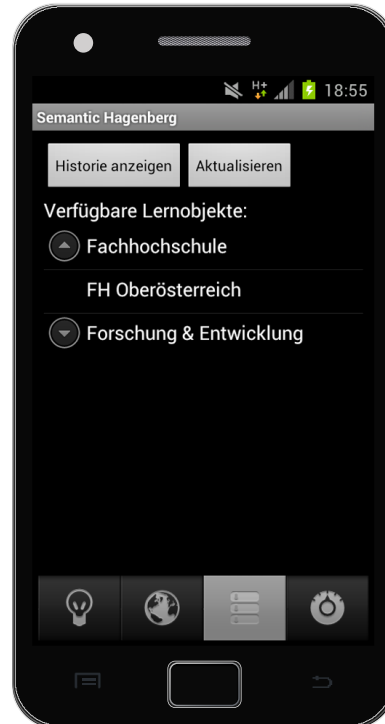 H+ 18:55
Semantic Hagenberg
Historie anzeigen Aktualisieren
Verfügbare Lernobjekte:
Fachhochschule
FH Oberösterreich
Forschung & Entwicklung